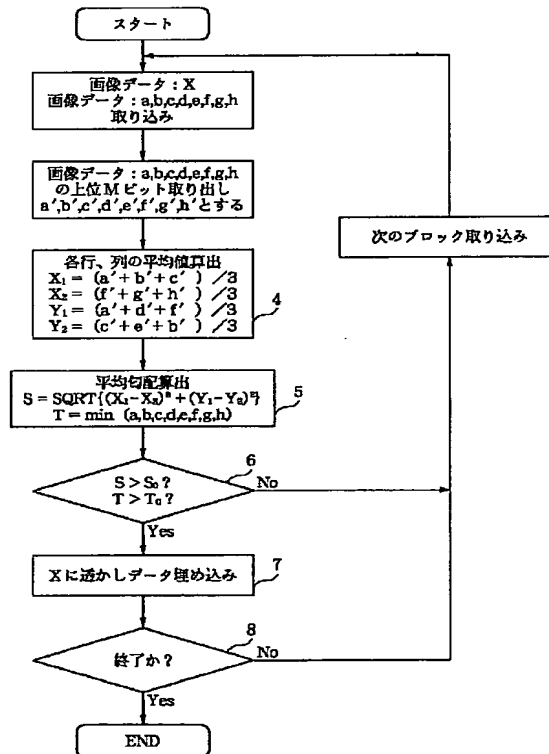 スタート
画像データ：X
画像データ：a,b,c,d,e,f,g,h
取り込み
画像データ：a,b,c,d,e,f,g,h
の上位Mビット取り出し
a′,b′,c′,d′,e′,f′,g′,h′とする
次のブロック取り込み
各行、列の平均値算出
X₁ = (a′+b′+c′) ／3
X₂ = (f′+g′+h′) ／3
Y₁ = (a′+d′+f′) ／3
Y₂ = (c′+e′+b′) ／3
4
平均勾配算出
S = SQRT{(X₁-X₂)² + (Y₁-Y₂)²}
T = min (a,b,c,d,e,f,g,h)
5
6
S > S₀ ?
T > T₀ ?
No
Yes
Xに透かしデータ埋め込み
7
8
終了か？
No
Yes
END